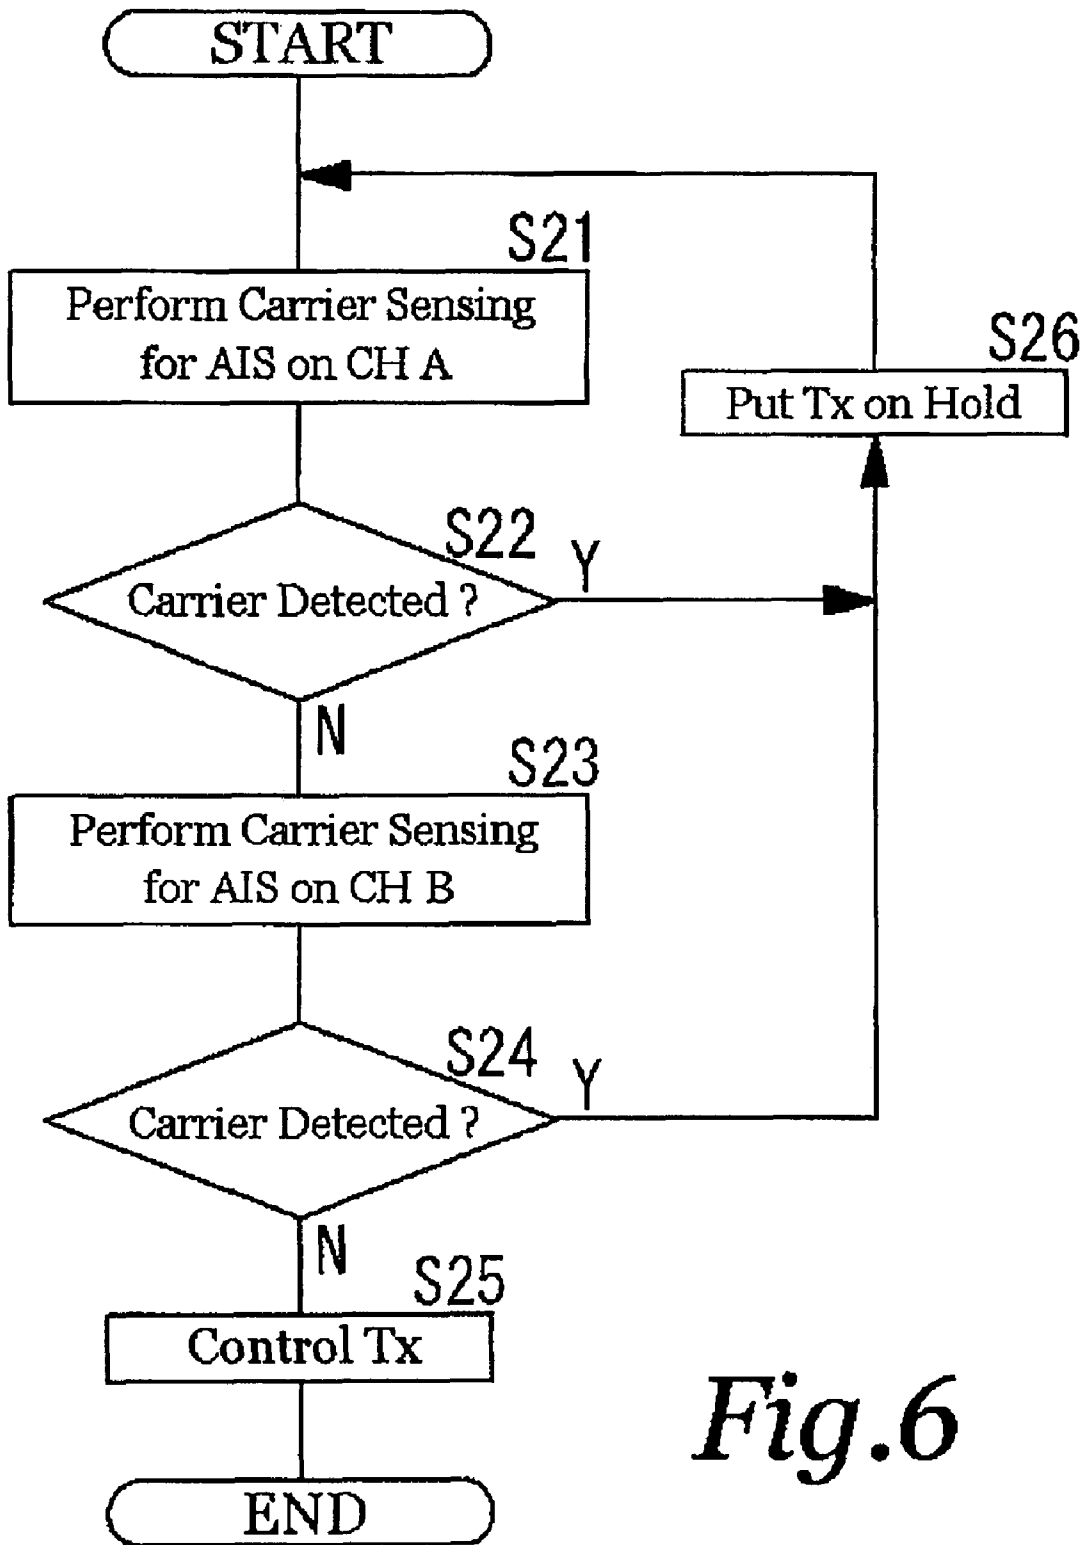 START
S21
Perform Carrier Sensing
for AIS on CH A
S26
Put Tx on Hold
S22
Y
Carrier Detected ?
N
S23
Perform Carrier Sensing
for AIS on CH B
S24
Y
Carrier Detected ?
N
S25
Control Tx
END
Fig.6